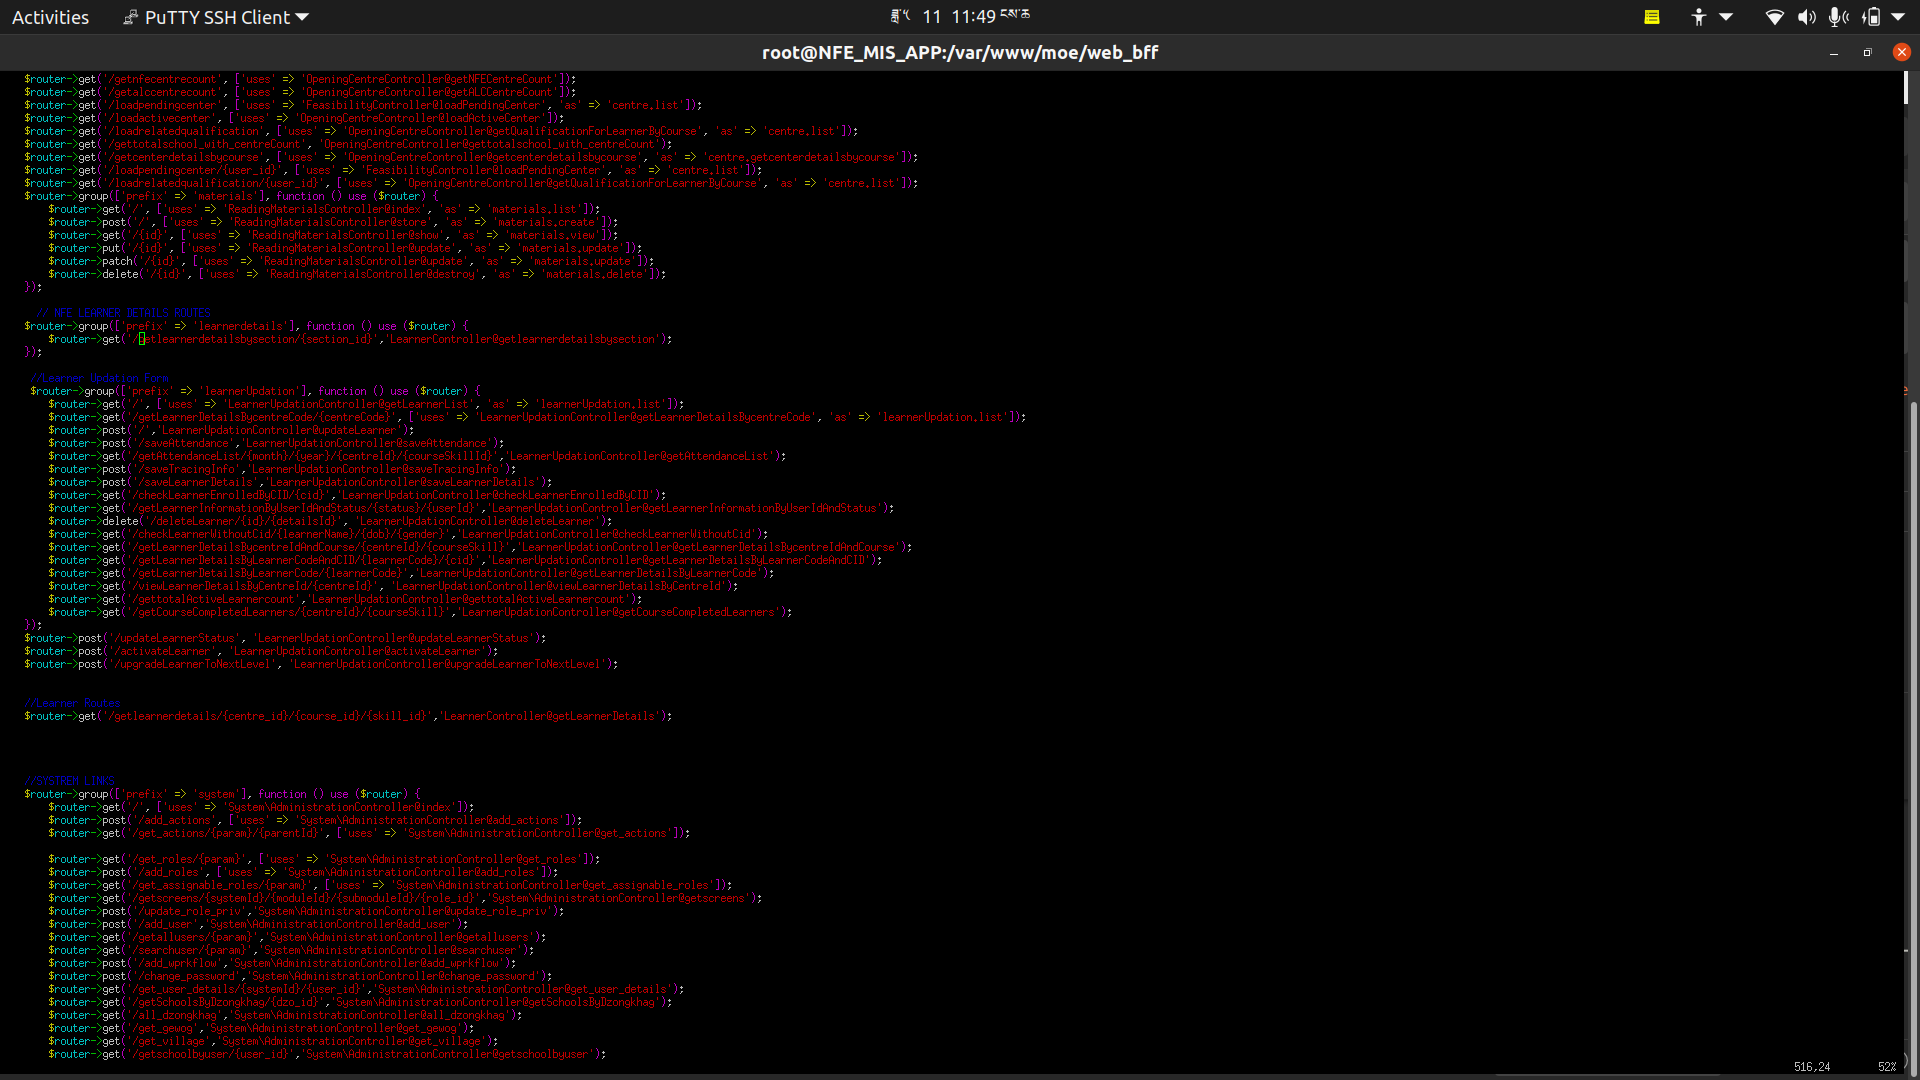 Activities PuTTY SSH Client 11 11:49
root@NFE_MIS_APP:/var/www/moe/web_bff
$router->get('/getnfecentrecount', ['uses' => 'OpeningCentreController@getNFECentreCount']);
$router->get('/getalccentrecount', ['uses' => 'OpeningCentreController@getALCCentreCount']);
$router->get('/loadpendingcenter', ['uses' => 'FeasibilityController@loadPendingCenter', 'as' => 'centre.list']);
$router->get('/loadactivecenter', ['uses' => 'OpeningCentreController@loadActiveCenter']);
$router->get('/loadrelatedqualification', ['uses' => 'OpeningCentreController@getQualificationForLearnerByCourse', 'as' => 'centre.list']);
$router->get('/gettotalschool_with_centreCount', 'OpeningCentreController@gettotalschool_with_centreCount');
$router->get('/getcenterdetailsbycourse', ['uses' => 'OpeningCentreController@getcenterdetailsbycourse', 'as' => 'centre.getcenterdetailsbycourse']);
$router->get('/loadpendingcenter/{user_id}', ['uses' => 'FeasibilityController@loadPendingCenter', 'as' => 'centre.list']);
$router->get('/loadrelatedqualification/{user_id}', ['uses' => 'OpeningCentreController@getQualificationForLearnerByCourse', 'as' => 'centre.list']);
$router->group(['prefix' => 'materials'], function () use ($router) {
$router->get('/', ['uses' => 'ReadingMaterialsController@index', 'as' => 'materials.list']);
$router->post('/', ['uses' => 'ReadingMaterialsController@store', 'as' => 'materials.create']);
$router->get('/{id}', ['uses' => 'ReadingMaterialsController@show', 'as' => 'materials.view']);
$router->put('/{id}', ['uses' => 'ReadingMaterialsController@update', 'as' => 'materials.update']);
$router->patch('/{id}', ['uses' => 'ReadingMaterialsController@update', 'as' => 'materials.update']);
$router->delete('/{id}', ['uses' => 'ReadingMaterialsController@destroy', 'as' => 'materials.delete']);
});
// NFE LEARNER DETAILS ROUTES
$router->group(['prefix' => 'learnerdetails'], function () use ($router) {
$router->get('/getlearnerdetailsbysection/{section_id}','LearnerController@getlearnerdetailsbysection');
});
//Learner Updation Form
$router->group(['prefix' => 'learnerUpdation'], function () use ($router) {
$router->get('/', ['uses' => 'LearnerUpdationController@getLearnerList', 'as' => 'learnerUpdation.list']);
$router->get('/getLearnerDetailsBycentreCode/{centreCode}', ['uses' => 'LearnerUpdationController@getLearnerDetailsBycentreCode', 'as' => 'learnerUpdation.list']);
$router->post('/','LearnerUpdationController@updateLearner');
$router->post('/saveAttendance','LearnerUpdationController@saveAttendance');
$router->get('/getAttendanceList/{month}/{year}/{centreId}/{courseSkillId}','LearnerUpdationController@getAttendanceList');
$router->post('/saveTracingInfo','LearnerUpdationController@saveTracingInfo');
$router->post('/saveLearnerDetails','LearnerUpdationController@saveLearnerDetails');
$router->get('/checkLearnerEnrolledByCID/{cid}','LearnerUpdationController@checkLearnerEnrolledByCID');
$router->get('/getLearnerInformationByUserIdAndStatus/{status}/{userId}','LearnerUpdationController@getLearnerInformationByUserIdAndStatus');
$router->delete('/deleteLearner/{id}/{detailsId}', 'LearnerUpdationController@deleteLearner');
$router->get('/checkLearnerWithoutCid/{learnerName}/{dob}/{gender}','LearnerUpdationController@checkLearnerWithoutCid');
$router->get('/getLearnerDetailsBycentreIdAndCourse/{centreId}/{courseSkill}','LearnerUpdationController@getLearnerDetailsBycentreIdAndCourse');
$router->get('/getLearnerDetailsByLearnerCodeAndCID/{learnerCode}/{cid}','LearnerUpdationController@getLearnerDetailsByLearnerCodeAndCID');
$router->get('/getLearnerDetailsByLearnerCode/{learnerCode}','LearnerUpdationController@getLearnerDetailsByLearnerCode');
$router->get('/viewLearnerDetailsByCentreId/{centreId}', 'LearnerUpdationController@viewLearnerDetailsByCentreId');
$router->get('/gettotalActiveLearnercount','LearnerUpdationController@gettotalActiveLearnercount');
$router->get('/getCourseCompletedLearners/{centreId}/{courseSkill}','LearnerUpdationController@getCourseCompletedLearners');
});
$router->post('/updateLearnerStatus', 'LearnerUpdationController@updateLearnerStatus');
$router->post('/activateLearner', 'LearnerUpdationController@activateLearner');
$router->post('/upgradeLearnerToNextLevel', 'LearnerUpdationController@upgradeLearnerToNextLevel');
//Learner Routes
$router->get('/getlearnerdetails/{centre_id}/{course_id}/{skill_id}','LearnerController@getLearnerDetails');
//SYSTREM LINKS
$router->group(['prefix' => 'system'], function () use ($router) {
$router->get('/', ['uses' => 'System\AdministrationController@index']);
$router->post('/add_actions', ['uses' => 'System\AdministrationController@add_actions']);
$router->get('/get_actions/{param}/{parentId}', ['uses' => 'System\AdministrationController@get_actions']);
$router->get('/get_roles/{param}', ['uses' => 'System\AdministrationController@get_roles']);
$router->post('/add_roles', ['uses' => 'System\AdministrationController@add_roles']);
$router->get('/get_assignable_roles/{param}', ['uses' => 'System\AdministrationController@get_assignable_roles']);
$router->get('/getscreens/{systemId}/{moduleId}/{submoduleId}/{role_id}','System\AdministrationController@getscreens');
$router->post('/update_role_priv','System\AdministrationController@update_role_priv');
$router->post('/add_user','System\AdministrationController@add_user');
$router->get('/getallusers/{param}','System\AdministrationController@getallusers');
$router->get('/searchuser/{param}','System\AdministrationController@searchuser');
$router->post('/add_wprkflow','System\AdministrationController@add_wprkflow');
$router->post('/change_password','System\AdministrationController@change_password');
$router->get('/get_user_details/{systemId}/{user_id}','System\AdministrationController@get_user_details');
$router->get('/getSchoolsByDzongkhag/{dzo_id}','System\AdministrationController@getSchoolsByDzongkhag');
$router->get('/all_dzongkhag','System\AdministrationController@all_dzongkhag');
$router->get('/get_gewog','System\AdministrationController@get_gewog');
$router->get('/get_village','System\AdministrationController@get_village');
$router->get('/getschoolbyuser/{user_id}','System\AdministrationController@getschoolbyuser');
516,24 52%